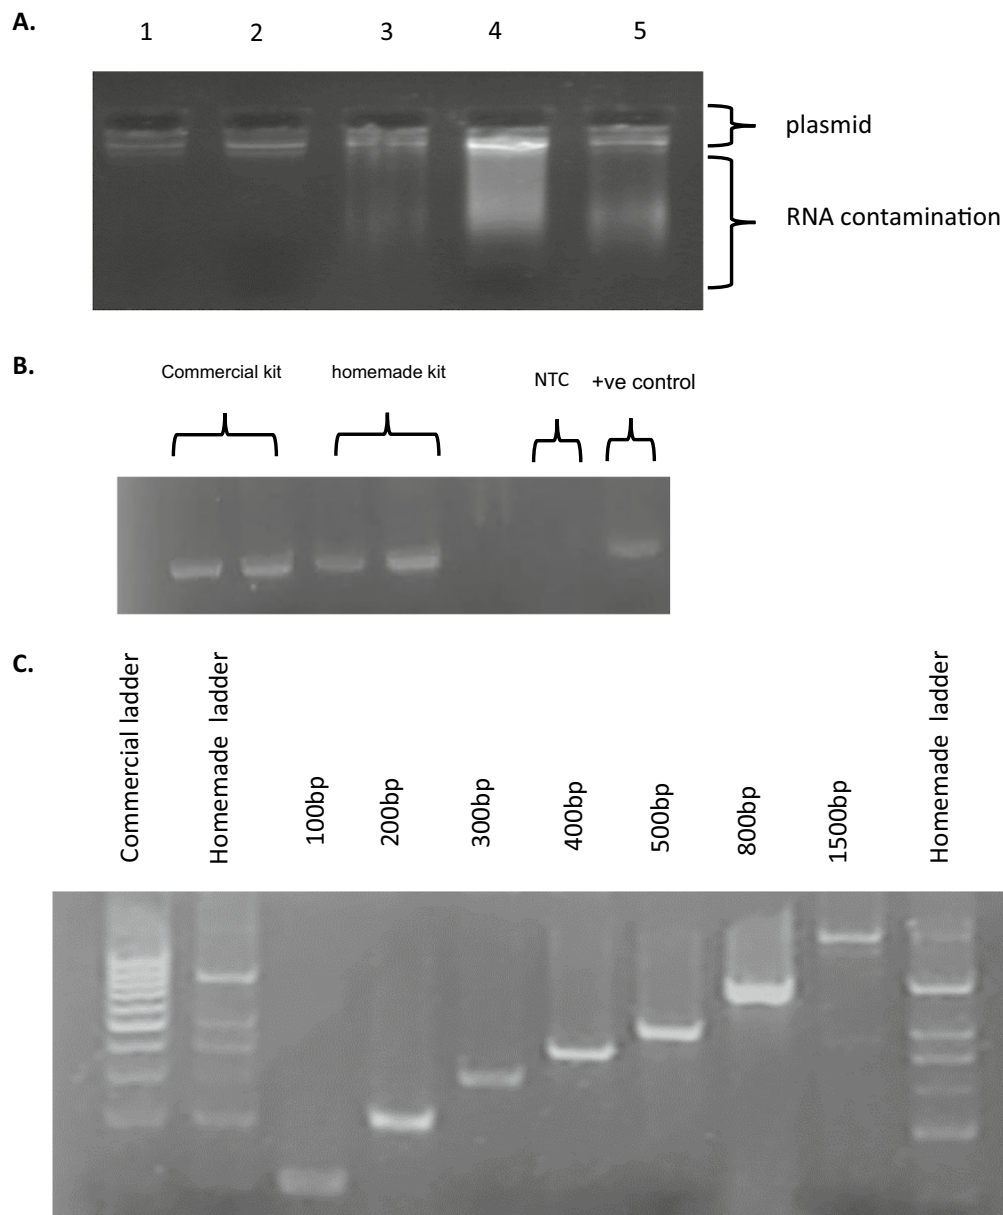 A.
1 2 3 4 5
plasmid
RNA contamination
B.
Commercial kit homemade kit NTC +ve control
C.
Commercial ladder
Homemade ladder
100bp
200bp
300bp
400bp
500bp
800bp
1500bp
Homemade ladder